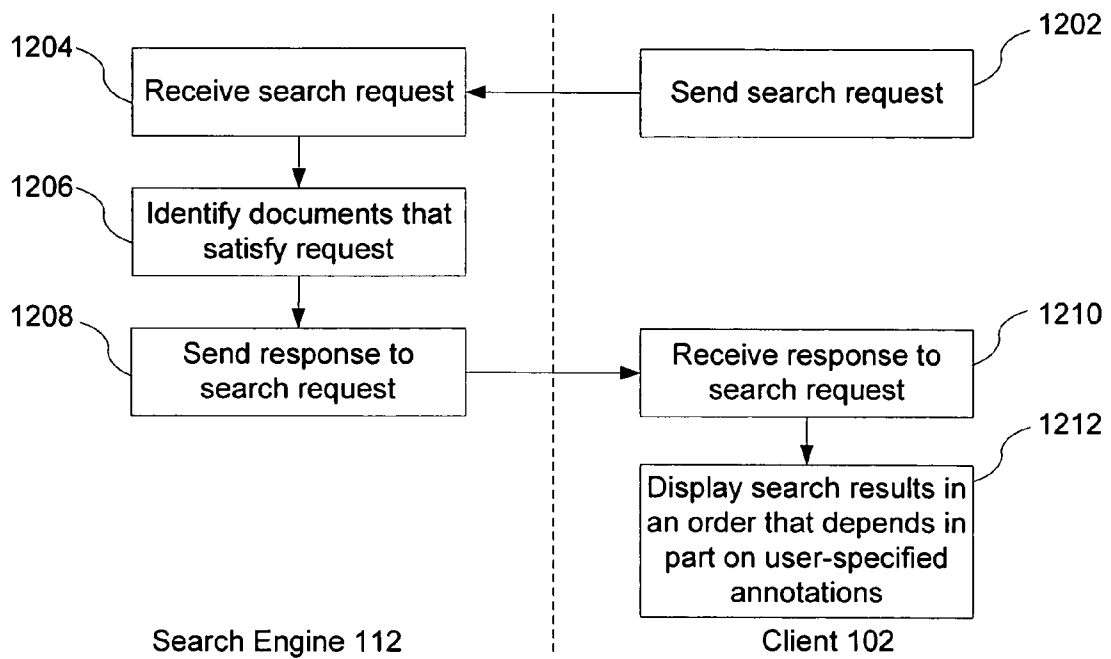 1204
Receive search request
1202
Send search request
1206
Identify documents that
satisfy request
1208
Send response to
search request
1210
Receive response to
search request
1212
Display search results in
an order that depends in
part on user-specified
annotations
Search Engine 112
Client 102